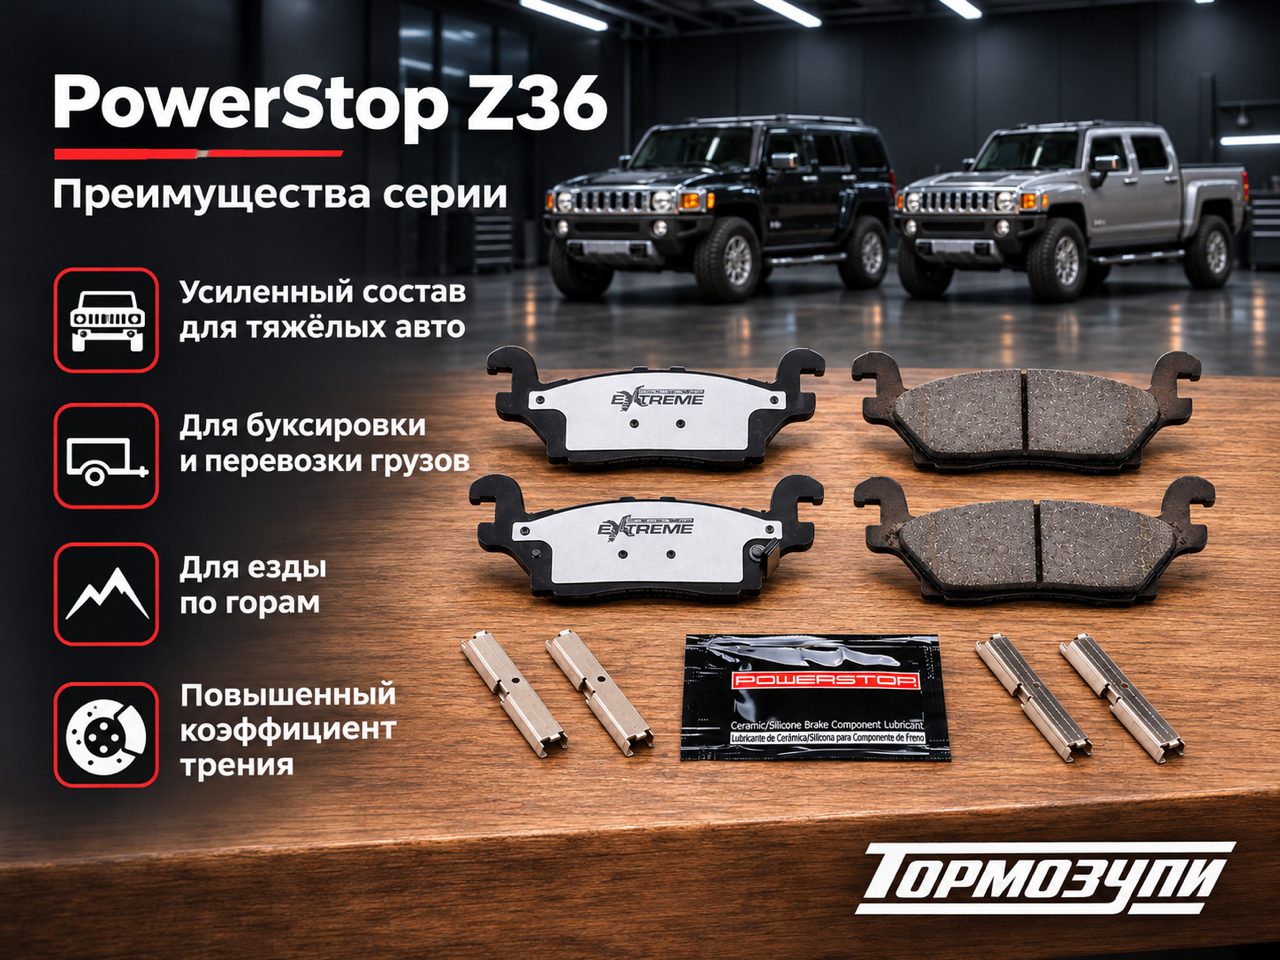 PowerStop Z36
Преимущества серии
Усиленный состав
для тяжёлых авто
Для буксировки
и перевозки грузов
Для езды
по горам
Повышенный
коэффициент
трения
EXTREME
EXTREME
POWERSTOP
Ceramic/Silicone Brake Component Lubricant
Lubricante de Cerámica/Silicona para Componente de Freno
ТОРМОЗУПИ